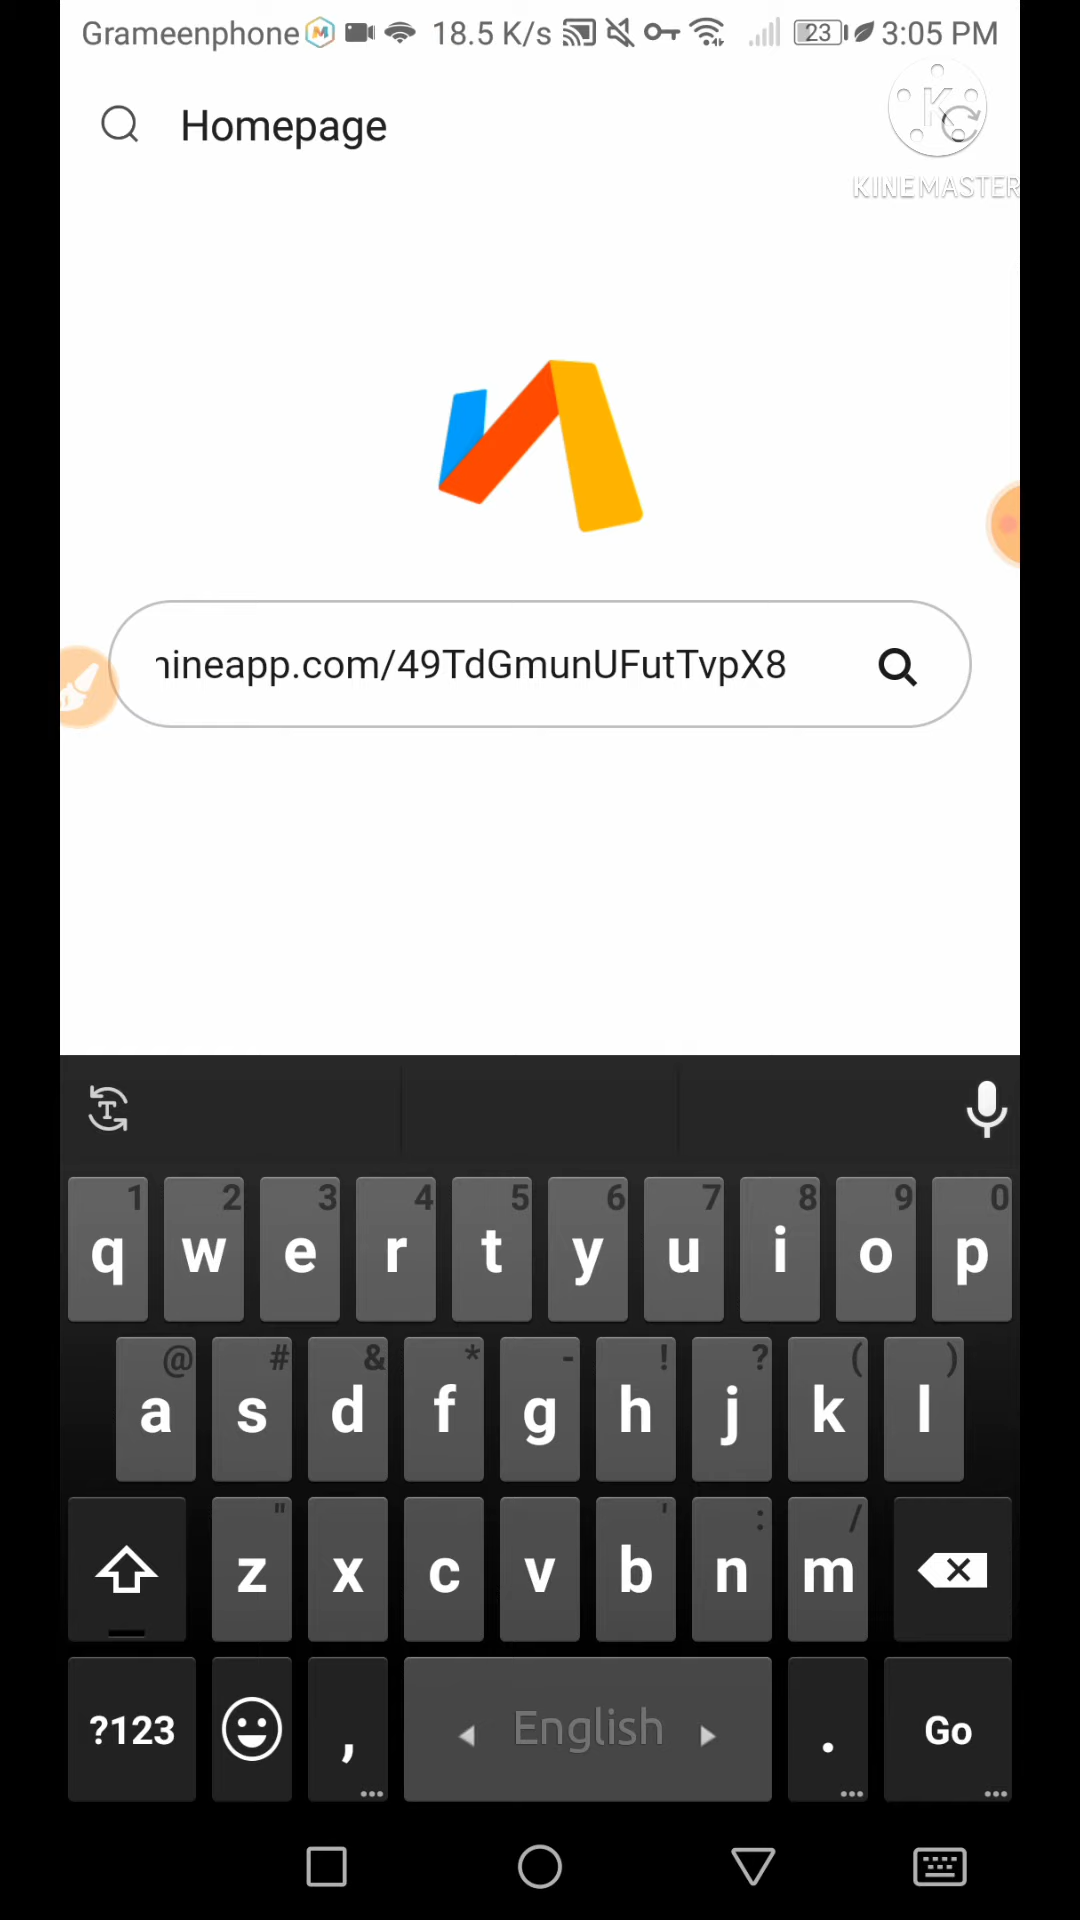 Grameenphone 18.5 K/s 23 3:05 PM
Homepage
K
KINEMASTER
hineapp.com/49TdGmunUFutTvpX8
T
1 2 3 4 5 6 7 8 9 0
q w e r t y u i o p
@ # & * - ! ? ( )
a s d f g h j k l
" ' : /
z x c v b n m
?123 , English . Go